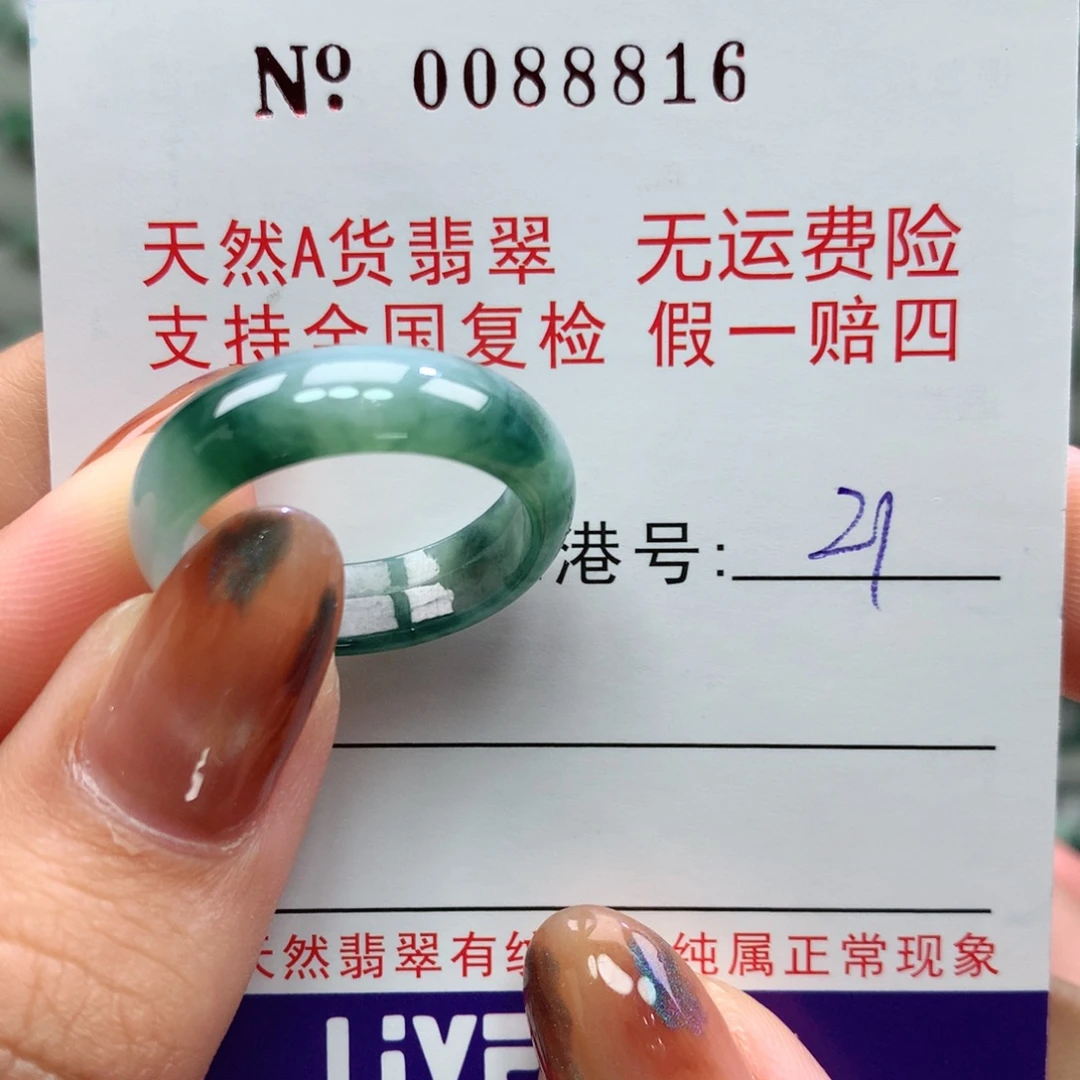 Nº 0088816
天然A货翡翠 无运费险
支持全国复检 假一赔四
港号: 21
天然翡翠有 纯属正常现象
LiVE